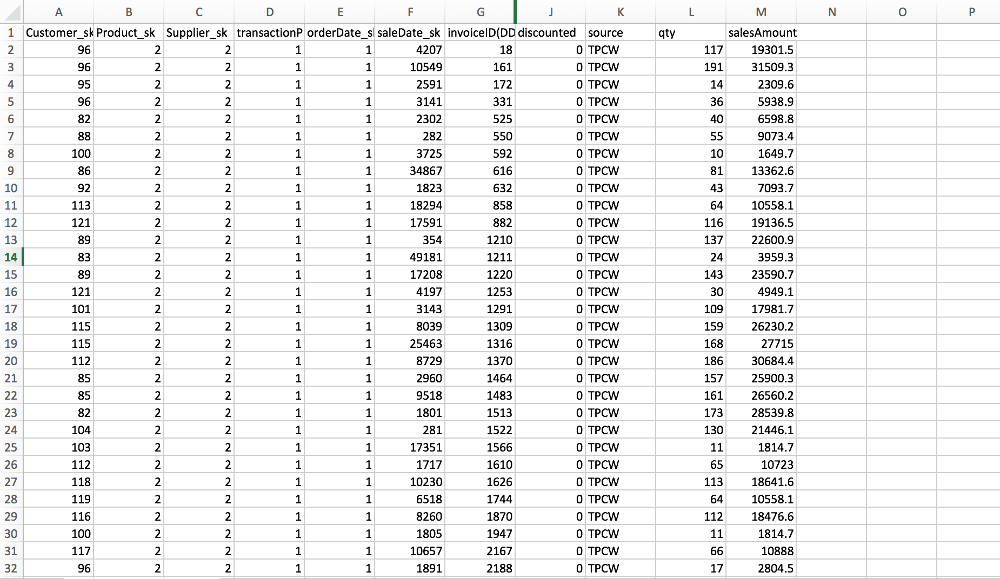 A B C D E F G J K L M N O P
1 Customer_sk Product_sk Supplier_sk transactionP orderDate_sl saleDate_sk invoiceID(DD discounted source qty salesAmount
2 96 2 2 1 1 4207 18 0 TPCW 117 19301.5
3 96 2 2 1 1 10549 161 0 TPCW 191 31509.3
4 95 2 2 1 1 2591 172 0 TPCW 14 2309.6
5 96 2 2 1 1 3141 331 0 TPCW 36 5938.9
6 82 2 2 1 1 2302 525 0 TPCW 40 6598.8
7 88 2 2 1 1 282 550 0 TPCW 55 9073.4
8 100 2 2 1 1 3725 592 0 TPCW 10 1649.7
9 86 2 2 1 1 34867 616 0 TPCW 81 13362.6
10 92 2 2 1 1 1823 632 0 TPCW 43 7093.7
11 113 2 2 1 1 18294 858 0 TPCW 64 10558.1
12 121 2 2 1 1 17591 882 0 TPCW 116 19136.5
13 89 2 2 1 1 354 1210 0 TPCW 137 22600.9
14 83 2 2 1 1 49181 1211 0 TPCW 24 3959.3
15 89 2 2 1 1 17208 1220 0 TPCW 143 23590.7
16 121 2 2 1 1 4197 1253 0 TPCW 30 4949.1
17 101 2 2 1 1 3143 1291 0 TPCW 109 17981.7
18 115 2 2 1 1 8039 1309 0 TPCW 159 26230.2
19 115 2 2 1 1 25463 1316 0 TPCW 168 27715
20 112 2 2 1 1 8729 1370 0 TPCW 186 30684.4
21 85 2 2 1 1 2960 1464 0 TPCW 157 25900.3
22 85 2 2 1 1 9518 1483 0 TPCW 161 26560.2
23 82 2 2 1 1 1801 1513 0 TPCW 173 28539.8
24 104 2 2 1 1 281 1522 0 TPCW 130 21446.1
25 103 2 2 1 1 17351 1566 0 TPCW 11 1814.7
26 112 2 2 1 1 1717 1610 0 TPCW 65 10723
27 118 2 2 1 1 10230 1626 0 TPCW 113 18641.6
28 119 2 2 1 1 6518 1744 0 TPCW 64 10558.1
29 116 2 2 1 1 8260 1870 0 TPCW 112 18476.6
30 100 2 2 1 1 1805 1947 0 TPCW 11 1814.7
31 117 2 2 1 1 10657 2167 0 TPCW 66 10888
32 96 2 2 1 1 1891 2188 0 TPCW 17 2804.5